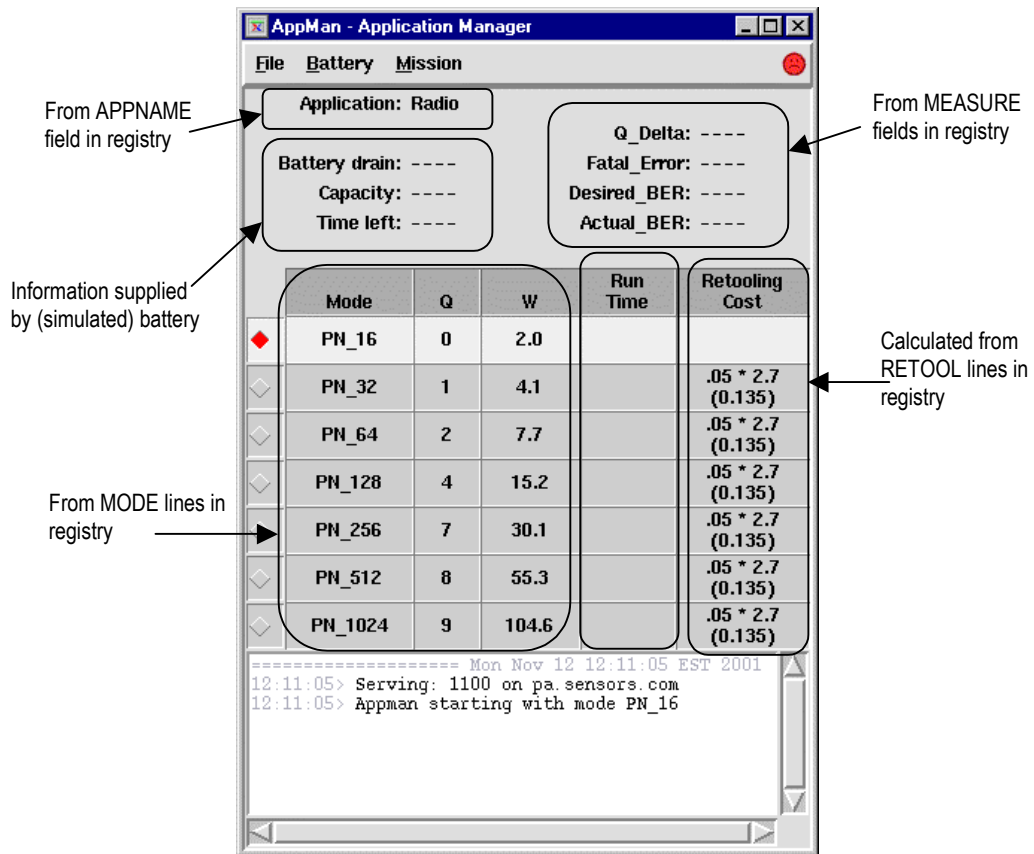 AppMan - Application Manager
File Battery Mission
From APPNAME
field in registry
Application: Radio
From MEASURE
fields in registry
Q_Delta: ----
Fatal_Error: ----
Desired_BER: ----
Actual_BER: ----
Battery drain: ----
Capacity: ----
Time left: ----
Information supplied
by (simulated) battery
Mode Q W Run Time Retooling Cost
PN_16 0 2.0
PN_32 1 4.1 .05 * 2.7 (0.135)
PN_64 2 7.7 .05 * 2.7 (0.135)
PN_128 4 15.2 .05 * 2.7 (0.135)
PN_256 7 30.1 .05 * 2.7 (0.135)
PN_512 8 55.3 .05 * 2.7 (0.135)
PN_1024 9 104.6 .05 * 2.7 (0.135)
Calculated from
RETOOL lines in
registry
From MODE lines in
registry
==================== Mon Nov 12 12:11:05 EST 2001
12:11:05> Serving: 1100 on pa.sensors.com
12:11:05> Appman starting with mode PN_16